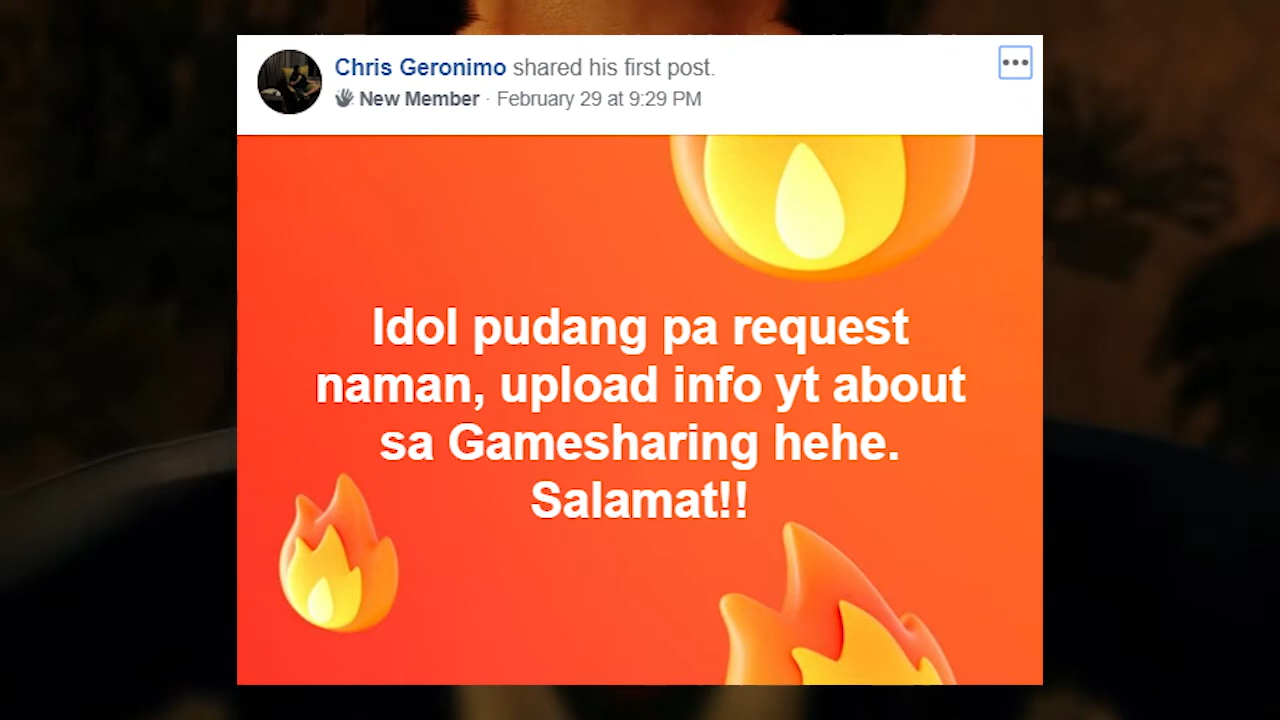 Chris Geronimo shared his first post.
New Member · February 29 at 9:29 PM
Idol pudang pa request
naman, upload info yt about
sa Gamesharing hehe.
Salamat!!